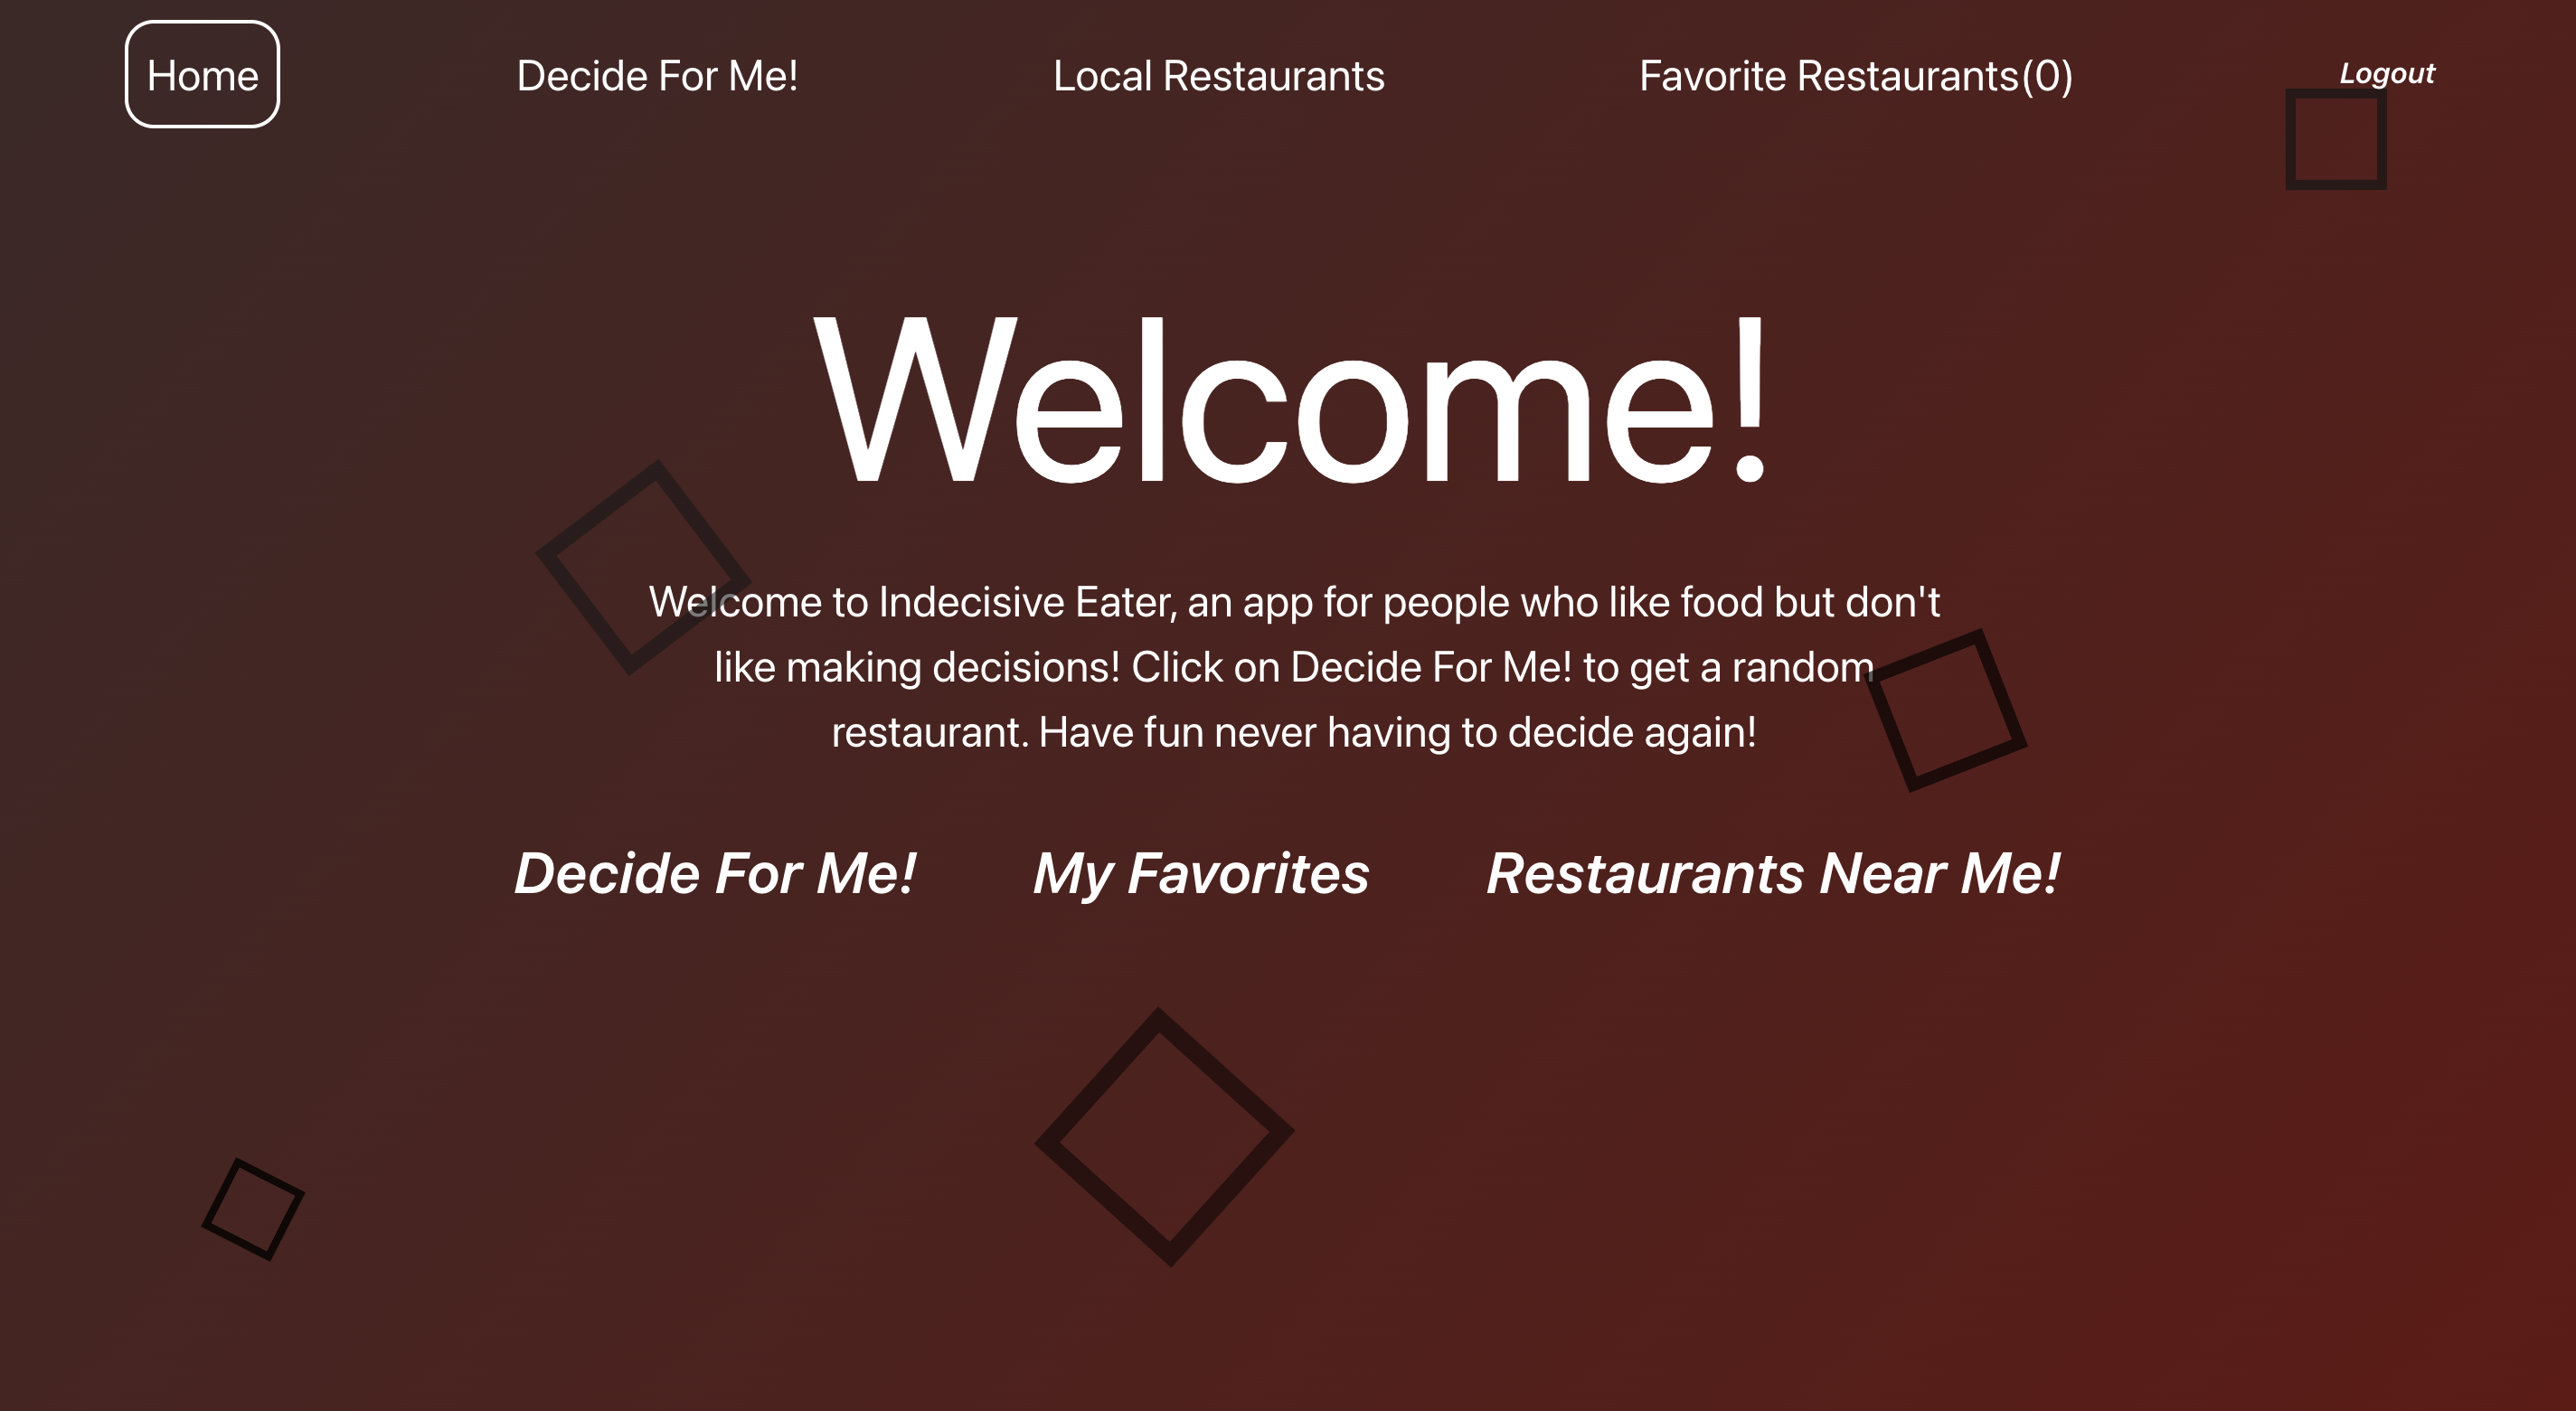 Home Decide For Me! Local Restaurants Favorite Restaurants(0) Logout
Welcome!
Welcome to Indecisive Eater, an app for people who like food but don't
like making decisions! Click on Decide For Me! to get a random
restaurant. Have fun never having to decide again!
Decide For Me! My Favorites Restaurants Near Me!